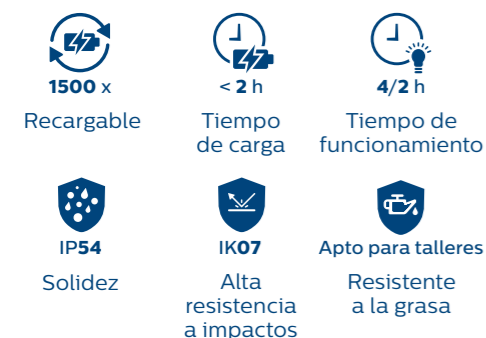 1500 x
Recargable
< 2 h
Tiempo
de carga
4/2 h
Tiempo de
funcionamiento
IP54
Solidez
IK07
Alta
resistencia
a impactos
Apto para talleres
Resistente
a la grasa